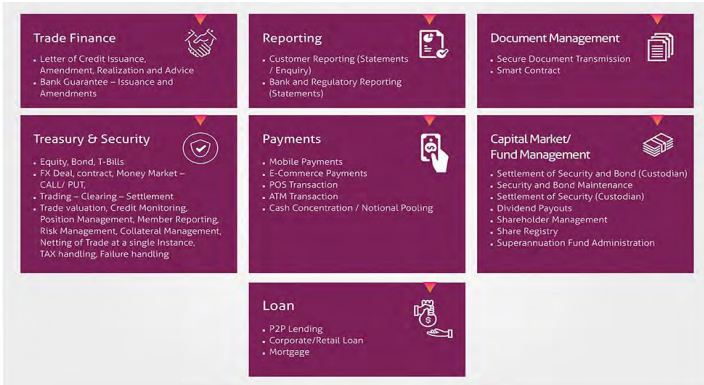 Trade Finance
• Letter of Credit Issuance,
Amendment, Realization and Advice
• Bank Guarantee – Issuance and
Amendments
Reporting
• Customer Reporting (Statements
/ Enquiry)
• Bank and Regulatory Reporting
(Statements)
Document Management
• Secure Document Transmission
• Smart Contract
Treasury & Security
• Equity, Bond, T-Bills
• FX Deal, contract, Money Market –
CALL/ PUT,
• Trading – Clearing – Settlement
• Trade valuation, Credit Monitoring,
Position Management, Member Reporting,
Risk Management, Collateral Management,
Netting of Trade at a single Instance,
TAX handling, Failure handling
Payments
• Mobile Payments
• E-Commerce Payments
• POS Transaction
• ATM Transaction
• Cash Concentration / Notional Pooling
Capital Market/
Fund Management
• Settlement of Security and Bond (Custodian)
• Security and Bond Maintenance
• Settlement of Security (Custodian)
• Dividend Payouts
• Shareholder Management
• Share Registry
• Superannuation Fund Administration
Loan
• P2P Lending
• Corporate/Retail Loan
• Mortgage